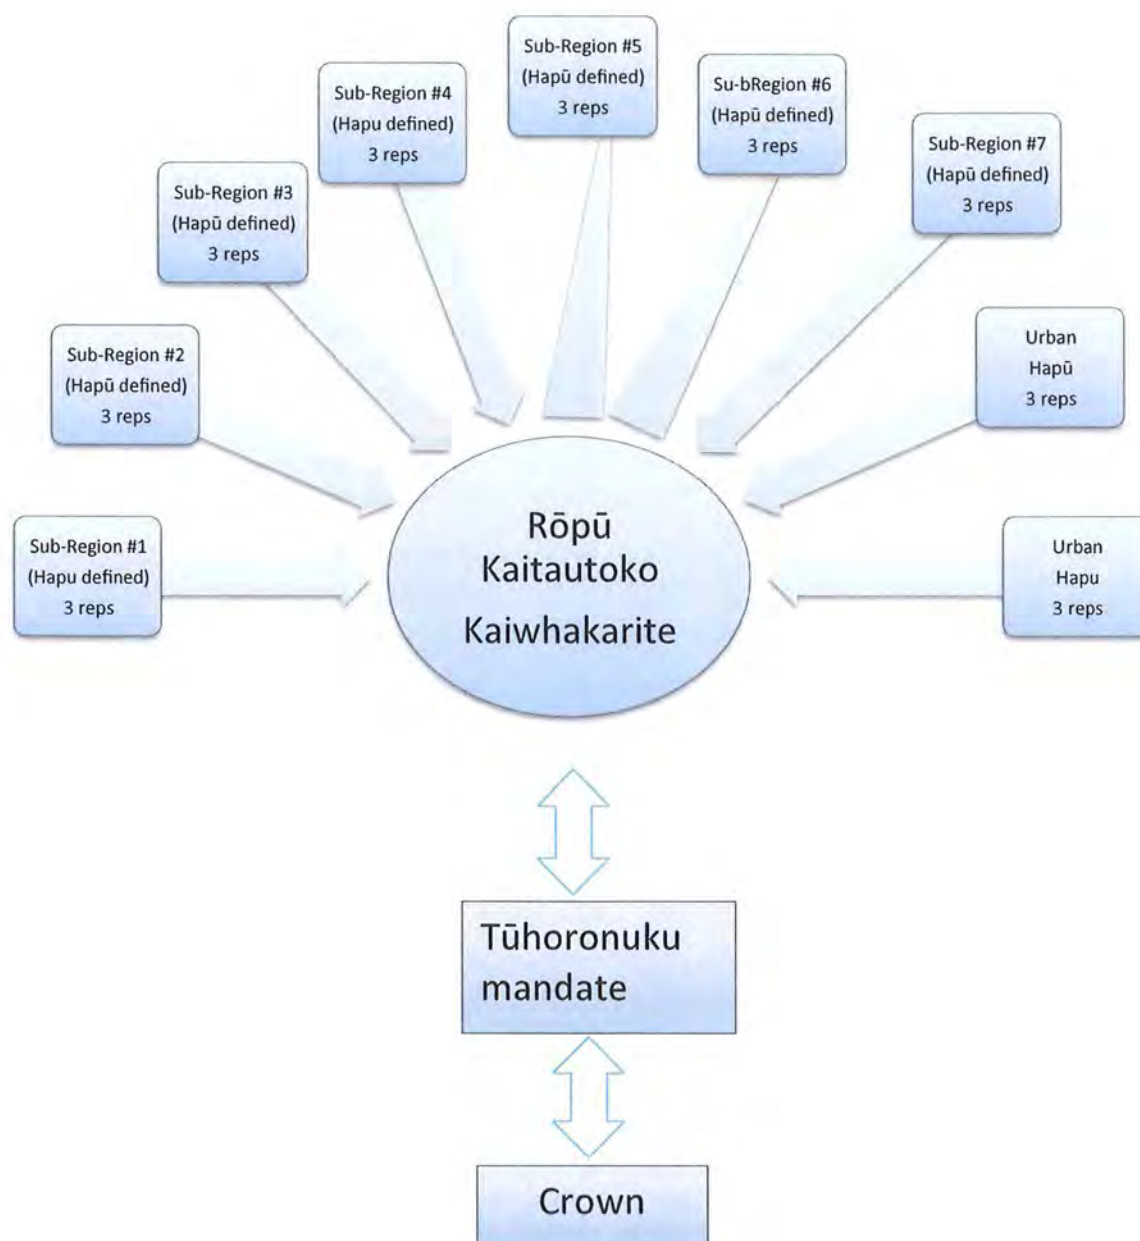 Sub-Region #5
(Hapū defined)
3 reps
Sub-Region #4
(Hapu defined)
3 reps
Su-bRegion #6
(Hapū defined)
3 reps
Sub-Region #3
(Hapū defined)
3 reps
Sub-Region #7
(Hapū defined)
3 reps
Sub-Region #2
(Hapū defined)
3 reps
Urban
Hapū
3 reps
Sub-Region #1
(Hapu defined)
3 reps
Urban
Hapu
3 reps
Rōpū
Kaitautoko
Kaiwhakarite
Tūhoronuku
mandate
Crown